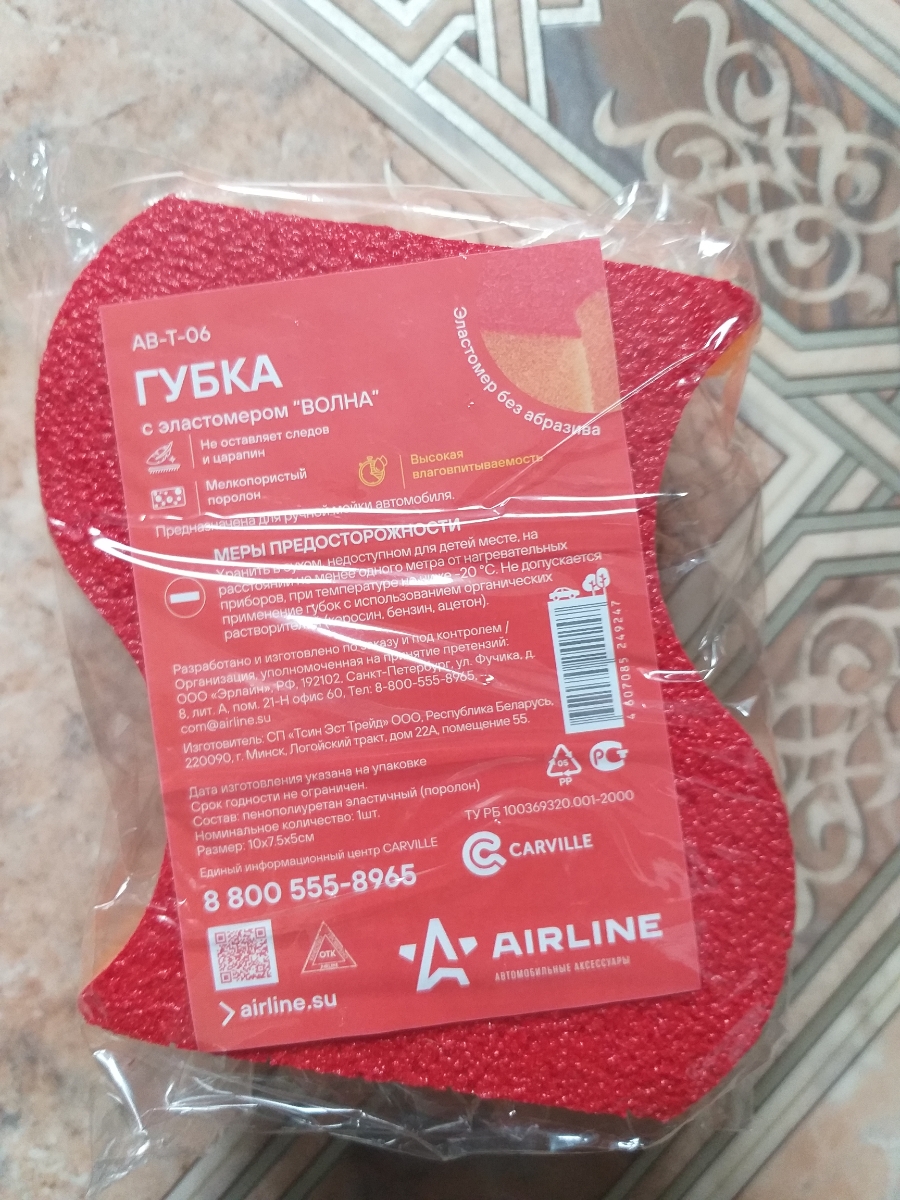 AB-T-06
ГУБКА
с эластомером "ВОЛНА"
Эластомер без абразива
Не оставляет следов
и царапин
Высокая
влаговпитываемость
Мелкопористый
поролон
Предназначена для ручной мойки автомобиля.
МЕРЫ ПРЕДОСТОРОЖНОСТИ
Хранить в сухом, недоступном для детей месте, на
расстоянии не менее одного метра от нагревательных
приборов, при температуре не ниже -20 °С. Не допускается
применение губок с использованием органических
растворителей (керосин, бензин, ацетон).
4 607085 249247
Разработано и изготовлено по заказу и под контролем /
Организация, уполномоченная на принятие претензий:
ООО «Эрлайн», РФ, 192102, Санкт-Петербург, ул. Фучика, д.
8, лит. А, пом. 21-Н офис 60, Тел: 8-800-555-8965,
com@airline.su
Изготовитель: СП «Тсин Эст Трейд» ООО, Республика Беларусь,
220090, г. Минск, Логойский тракт, дом 22А, помещение 55.
Дата изготовления указана на упаковке
Срок годности не ограничен.
Состав: пенополиуретан эластичный (поролон)
Номинальное количество: 1шт.
Размер: 10х7.5х5см
05
PP
ТУ РБ 100369320.001-2000
Единый информационный центр CARVILLE
8 800 555-8965
CARVILLE
ОТК
airline.su
AIRLINE
АВТОМОБИЛЬНЫЕ АКСЕССУАРЫ